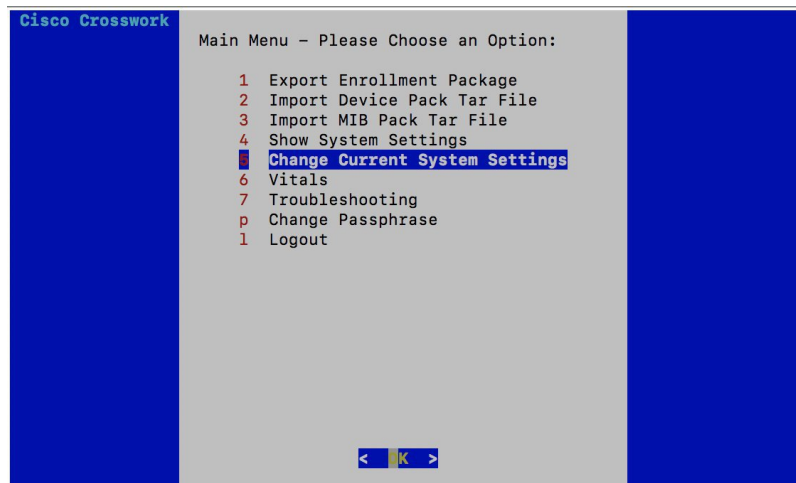 Cisco Crosswork
Main Menu – Please Choose an Option:
1 Export Enrollment Package
2 Import Device Pack Tar File
3 Import MIB Pack Tar File
4 Show System Settings
5 Change Current System Settings
6 Vitals
7 Troubleshooting
p Change Passphrase
l Logout
< OK >